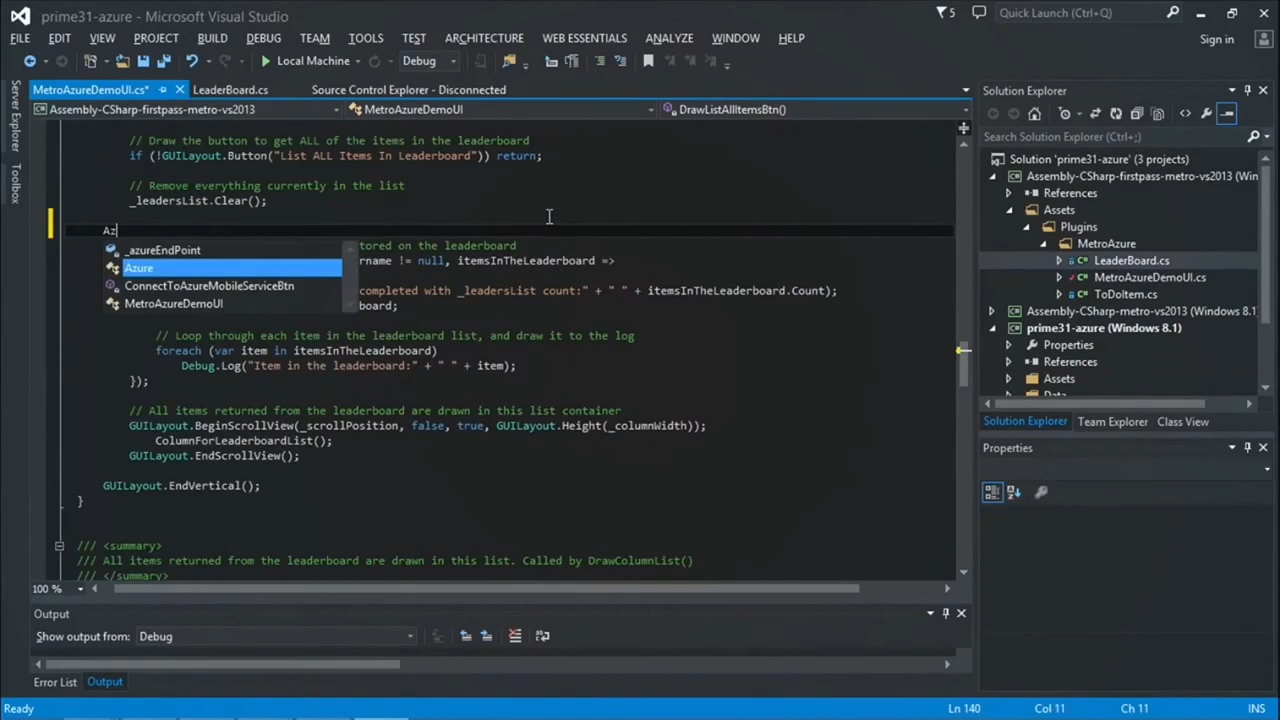 prime31-azure - Microsoft Visual Studio
5
Quick Launch (Ctrl+Q)
FILE EDIT VIEW PROJECT BUILD DEBUG TEAM TOOLS TEST ARCHITECTURE WEB ESSENTIALS ANALYZE WINDOW HELP
Sign in
Local Machine
Debug
Server Explorer
Toolbox
MetroAzureDemoUI.cs*
LeaderBoard.cs
Source Control Explorer - Disconnected
Assembly-CSharp-firstpass-metro-vs2013
MetroAzureDemoUI
DrawListAllItemsBtn()
// Draw the button to get ALL of the items in the leaderboard
if (!GUILayout.Button("List ALL Items In Leaderboard")) return;
// Remove everything currently in the list
_leadersList.Clear();
Az
_azureEndPoint
Azure
ConnectToAzureMobileServiceBtn
MetroAzureDemoUI
tored on the leaderboard
rname != null, itemsInTheLeaderboard =>
completed with _leadersList count:" + " " + itemsInTheLeaderboard.Count);
board;
// Loop through each item in the leaderboard list, and draw it to the log
foreach (var item in itemsInTheLeaderboard)
Debug.Log("Item in the leaderboard:" + " " + item);
});
// All items returned from the leaderboard are drawn in this list container
GUILayout.BeginScrollView(_scrollPosition, false, true, GUILayout.Height(_columnWidth));
ColumnForLeaderboardList();
GUILayout.EndScrollView();
GUILayout.EndVertical();
}
/// <summary>
/// All items returned from the leaderboard are drawn in this list. Called by DrawColumnList()
/// </summary>
100 %
Output
Show output from: Debug
Error List
Output
Solution Explorer
Search Solution Explorer (Ctrl+;)
Solution 'prime31-azure' (3 projects)
Assembly-CSharp-firstpass-metro-vs2013 (Win
References
Assets
Plugins
MetroAzure
LeaderBoard.cs
MetroAzureDemoUI.cs
ToDoItem.cs
Assembly-CSharp-metro-vs2013 (Windows 8.1)
prime31-azure (Windows 8.1)
Properties
References
Assets
Data
Solution Explorer Team Explorer Class View
Properties
Ready
Ln 140
Col 11
Ch 11
INS